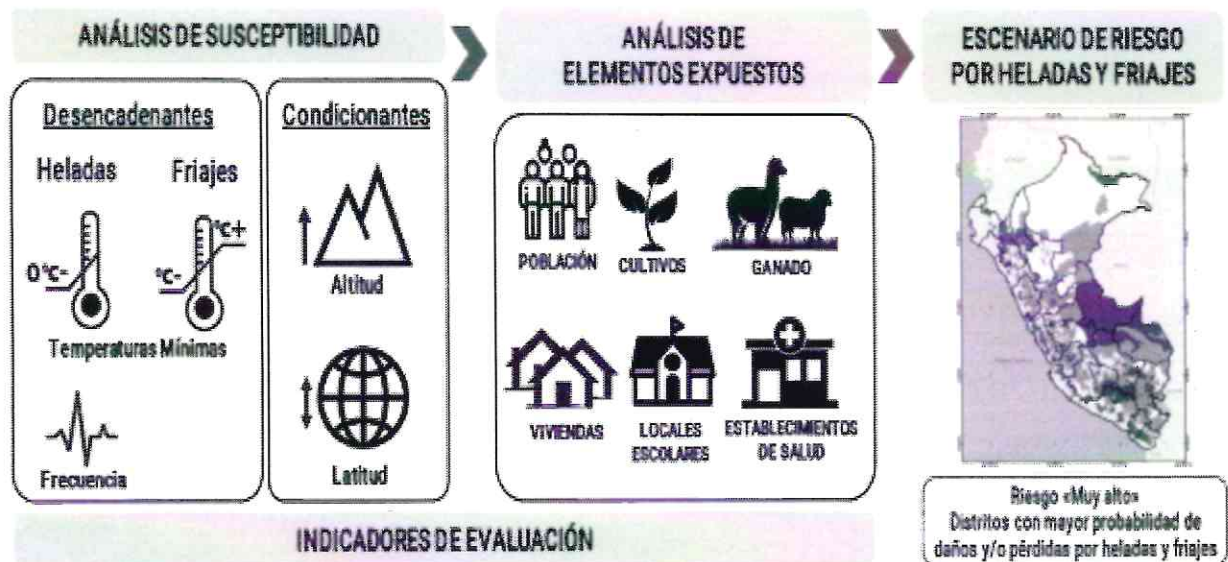 ANÁLISIS DE SUSCEPTIBILIDAD
Desencadenantes
Heladas
Friajes
0°C-
°C+
°C-
Temperaturas Mínimas
Frecuencia
Condicionantes
Altitud
Latitud
ANÁLISIS DE
ELEMENTOS EXPUESTOS
POBLACIÓN
CULTIVOS
GANADO
VIVIENDAS
LOCALES
ESCOLARES
ESTABLECIMIENTOS
DE SALUD
INDICADORES DE EVALUACIÓN
ESCENARIO DE RIESGO
POR HELADAS Y FRIAJES
Riesgo «Muy alto»
Distritos con mayor probabilidad de
daños y/o pérdidas por heladas y friajes